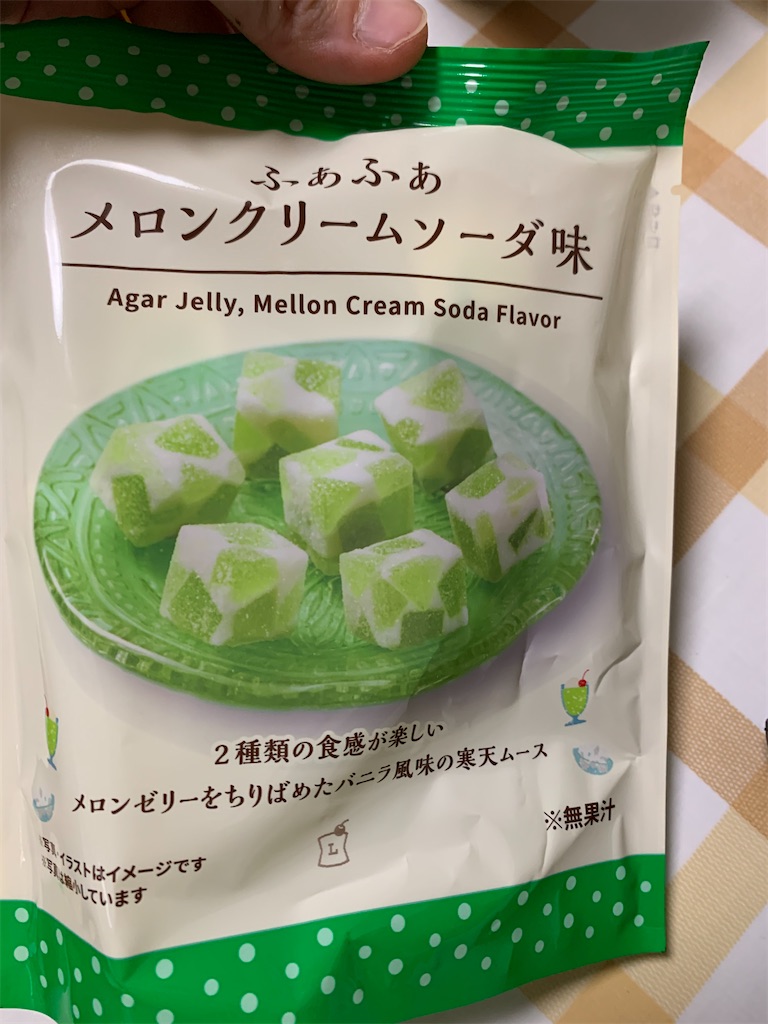 ふぁふぁ
メロンクリームソーダ味
Agar Jelly, Mellon Cream Soda Flavor
2種類の食感が楽しい
メロンゼリーをちりばめたバニラ風味の寒天ムース
※無果汁
L
※写真・イラストはイメージです
※写真は縮小しています